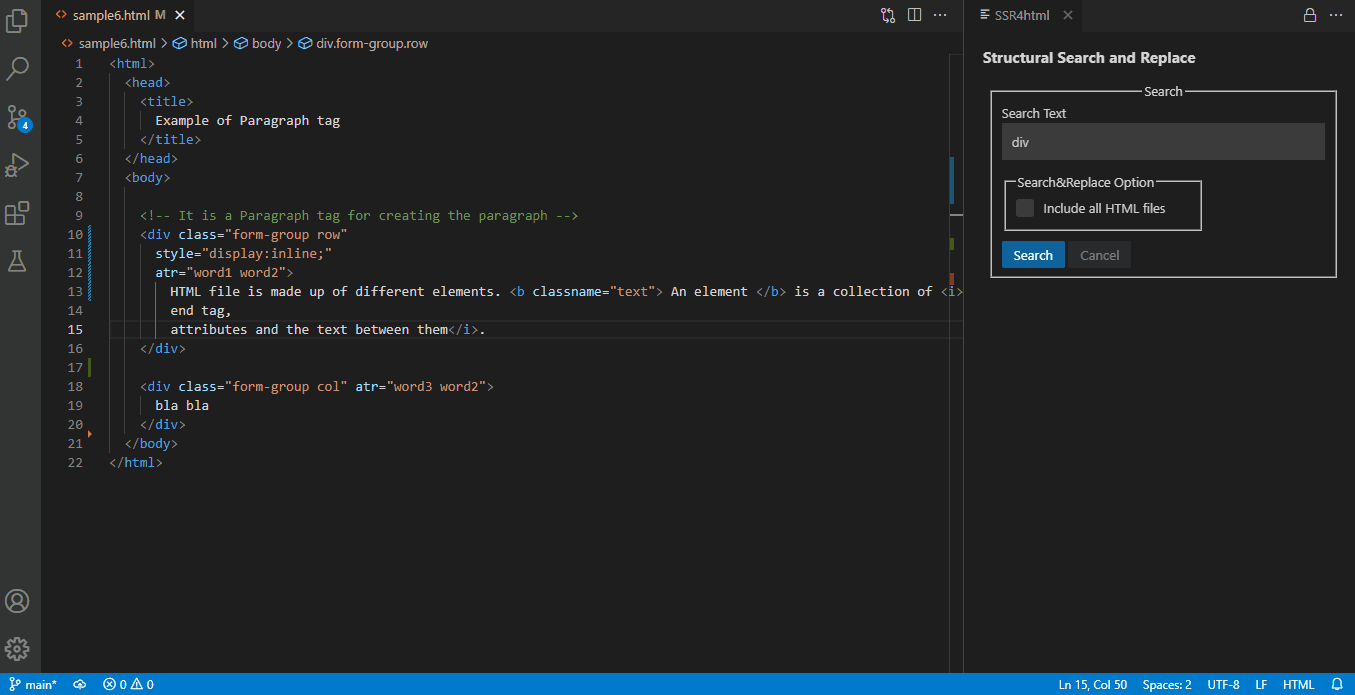 sample6.html M
SSR4html
sample6.html > html > body > div.form-group.row
1 <html>
2 <head>
3 <title>
4 Example of Paragraph tag
5 </title>
6 </head>
7 <body>
8
9 <!-- It is a Paragraph tag for creating the paragraph -->
10 <div class="form-group row"
11 style="display:inline;"
12 atr="word1 word2">
13 HTML file is made up of different elements. <b classname="text"> An element </b> is a collection of <i>
14 end tag,
15 attributes and the text between them</i>.
16 </div>
17
18 <div class="form-group col" atr="word3 word2">
19 bla bla
20 </div>
21 </body>
22 </html>
Structural Search and Replace
Search
Search Text
div
Search&Replace Option
Include all HTML files
Search Cancel
4
main* 0 0 Ln 15, Col 50 Spaces: 2 UTF-8 LF HTML